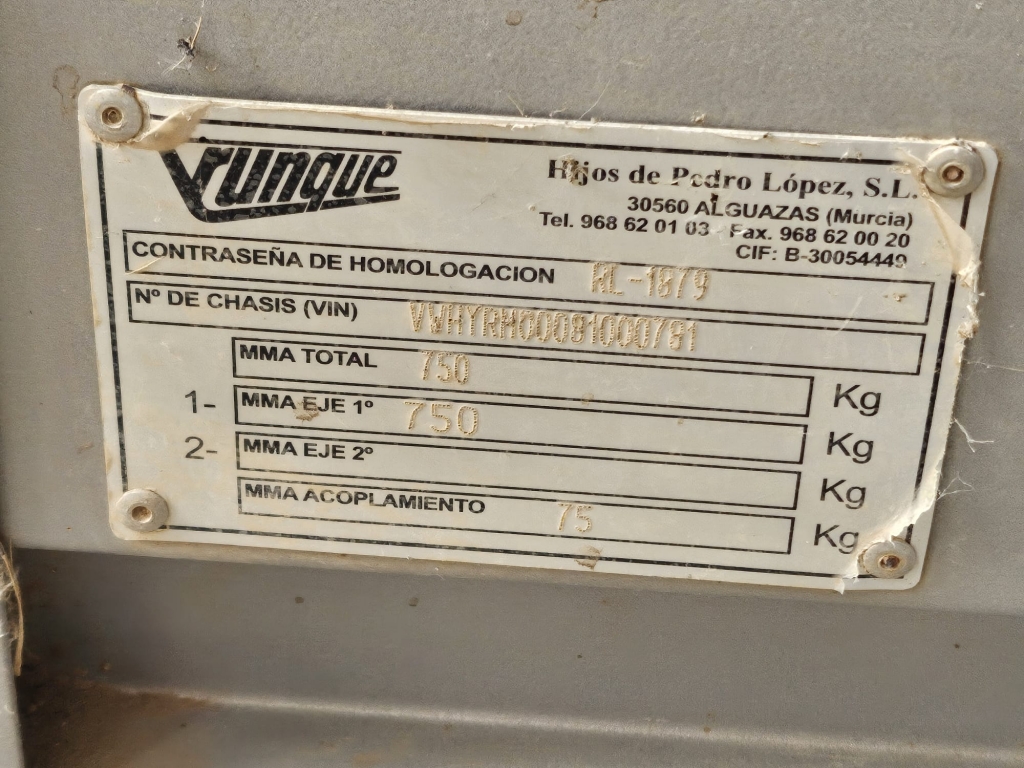 Yunque
Hijos de Pedro López, S.L.
30560 ALGUAZAS (Murcia)
Tel. 968 62 01 03 - Fax. 968 62 00 20
CIF: B-30054449
CONTRASEÑA DE HOMOLOGACION RL-1879
Nº DE CHASIS (VIN) VVHYRM000810007B1
MMA TOTAL 750 Kg
1- MMA EJE 1º 750 Kg
2- MMA EJE 2º Kg
MMA ACOPLAMIENTO 75 Kg